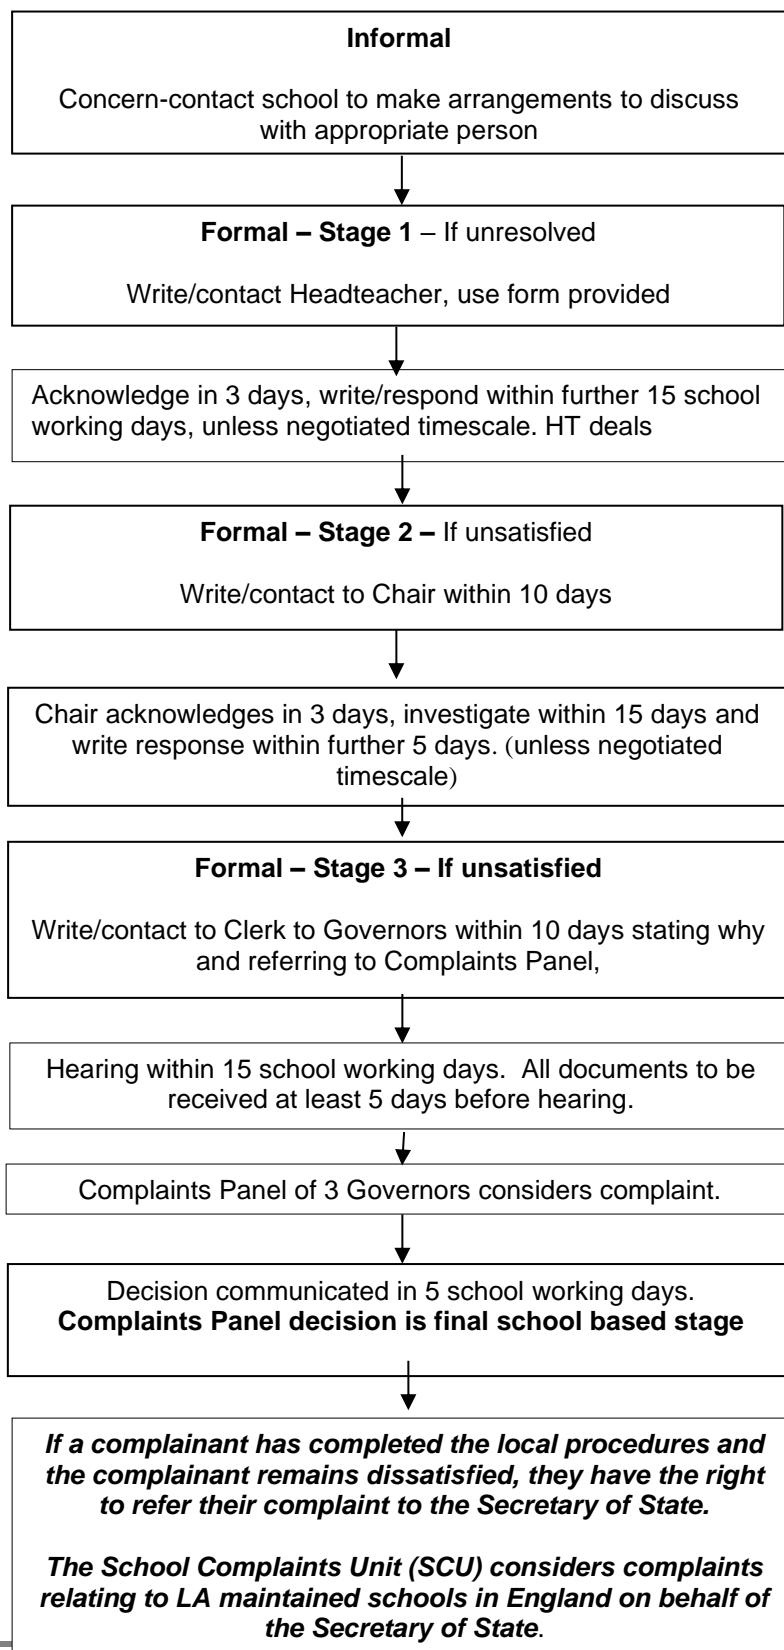 Informal
Concern-contact school to make arrangements to discuss
with appropriate person
Formal – Stage 1 – If unresolved
Write/contact Headteacher, use form provided
Acknowledge in 3 days, write/respond within further 15 school
working days, unless negotiated timescale. HT deals
Formal – Stage 2 – If unsatisfied
Write/contact to Chair within 10 days
Chair acknowledges in 3 days, investigate within 15 days and
write response within further 5 days. (unless negotiated
timescale)
Formal – Stage 3 – If unsatisfied
Write/contact to Clerk to Governors within 10 days stating why
and referring to Complaints Panel,
Hearing within 15 school working days.  All documents to be
received at least 5 days before hearing.
Complaints Panel of 3 Governors considers complaint.
Decision communicated in 5 school working days.
Complaints Panel decision is final school based stage
If a complainant has completed the local procedures and
the complainant remains dissatisfied, they have the right
to refer their complaint to the Secretary of State.
The School Complaints Unit (SCU) considers complaints
relating to LA maintained schools in England on behalf of
the Secretary of State.